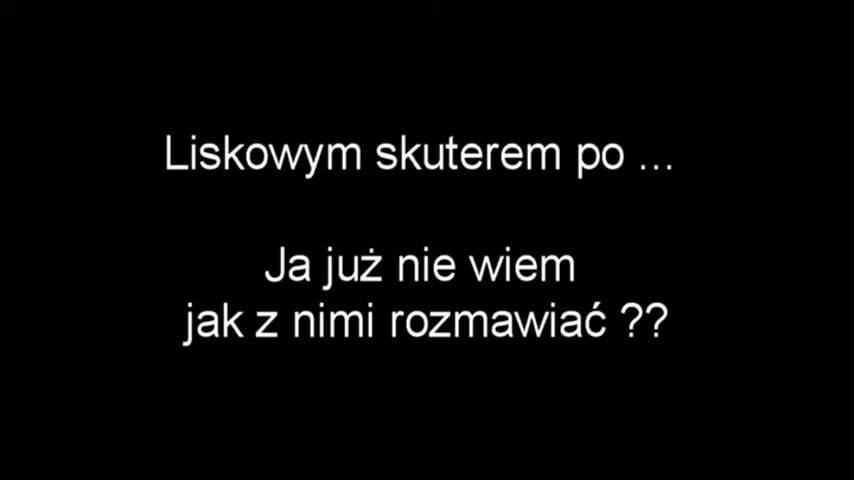 Liskowym skuterem po ...
Ja już nie wiem
jak z nimi rozmawiać ??